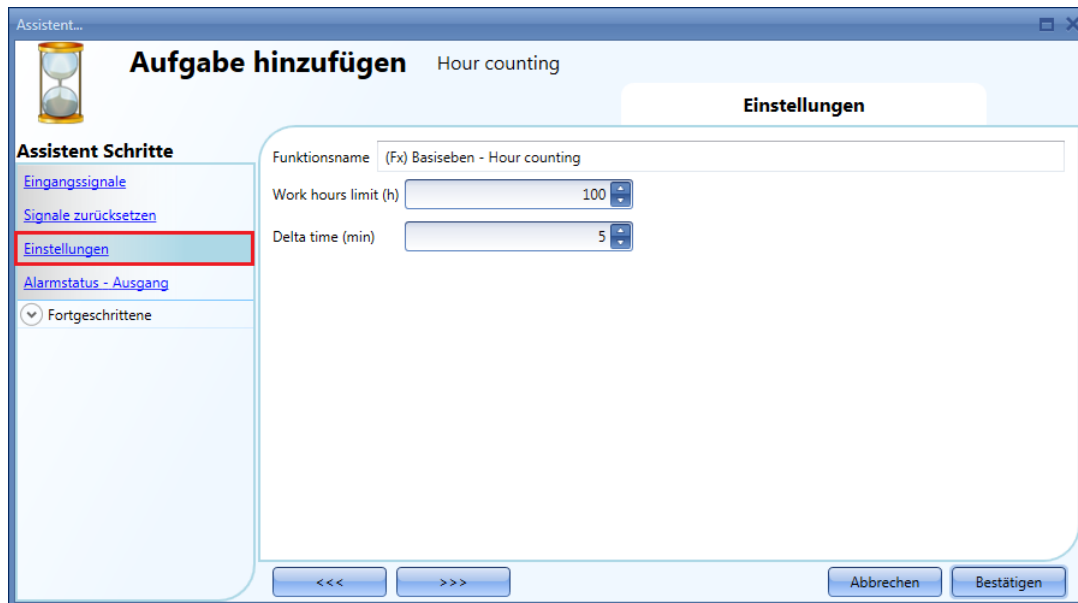 Assistent...
Aufgabe hinzufügen Hour counting
Einstellungen
Assistent Schritte
Eingangssignale
Signale zurücksetzen
Einstellungen
Alarmstatus - Ausgang
Fortgeschrittene
Funktionsname (Fx) Basiseben - Hour counting
Work hours limit (h) 100
Delta time (min) 5
<<< >>> Abbrechen Bestätigen